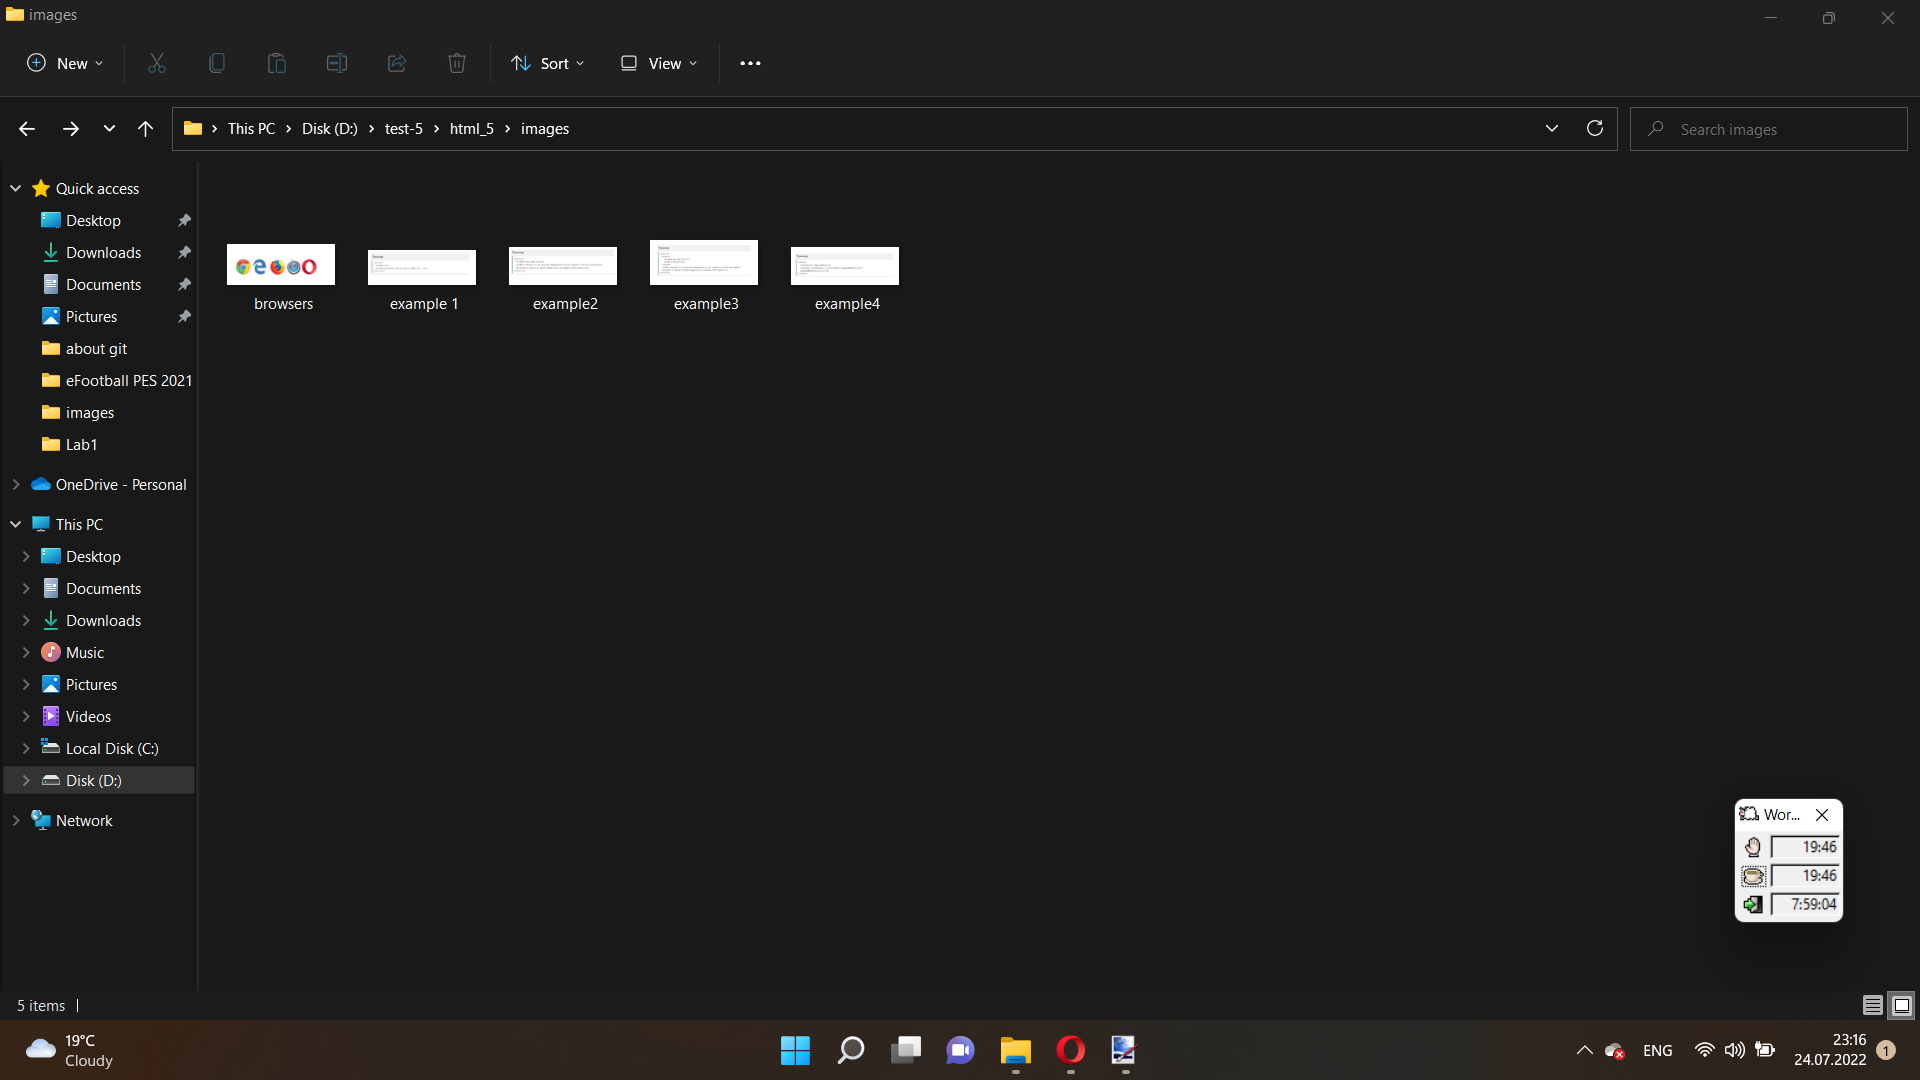 images
New
Sort
View
This PC
Disk (D:)
test-5
html_5
images
Search images
Quick access
Desktop
Downloads
Documents
Pictures
about git
eFootball PES 2021
images
Lab1
OneDrive - Personal
This PC
Desktop
Documents
Downloads
Music
Pictures
Videos
Local Disk (C:)
Disk (D:)
Network
browsers
example 1
example2
example3
example4
Wor...
19:46
19:46
7:59:04
5 items
19°C
Cloudy
ENG
23:16
24.07.2022
1